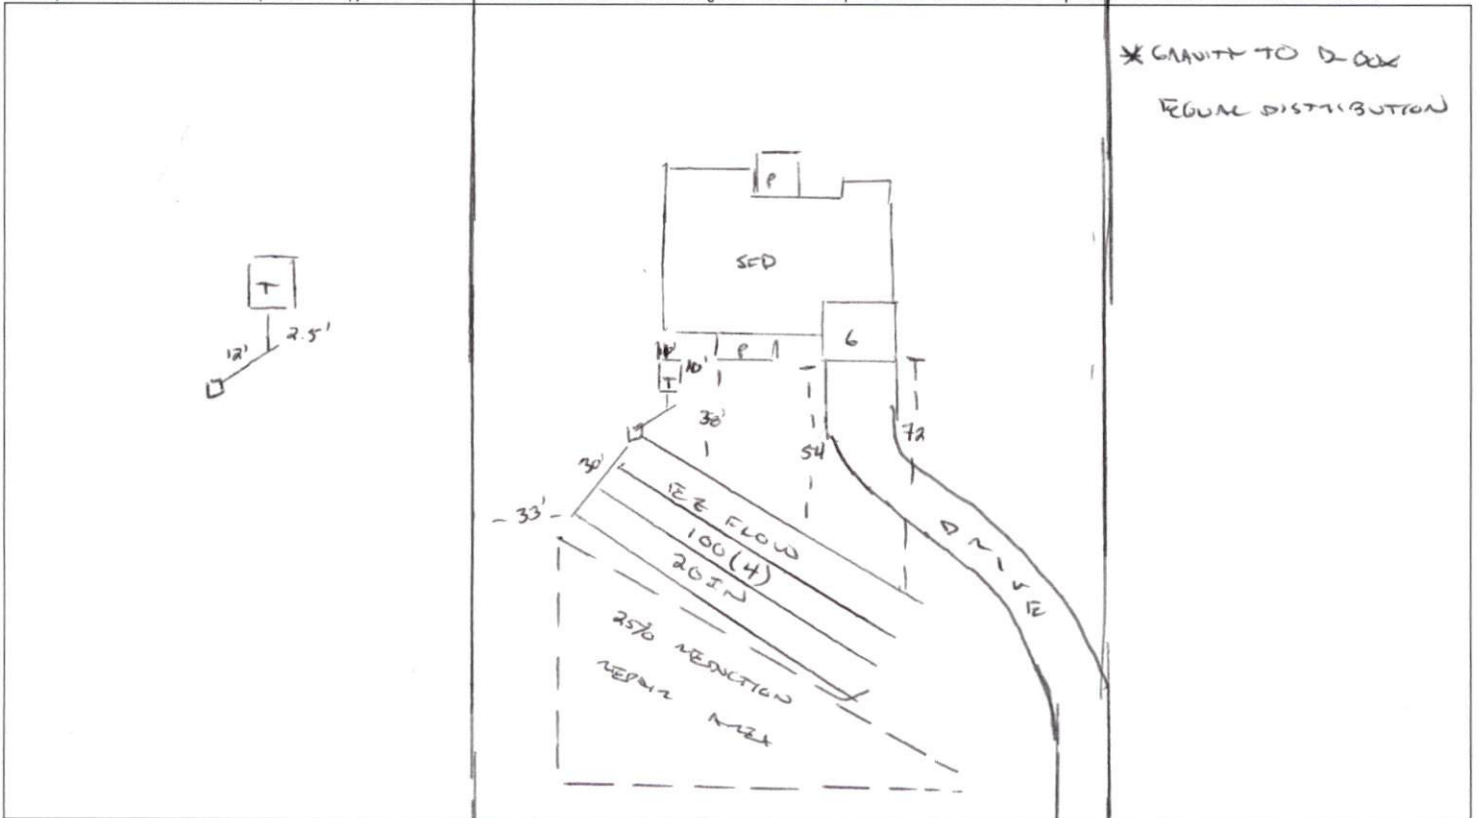 * GRAVITY TO D-BOX
EQUAL DISTRIBUTION
P
SFD
T
2.5'
12'
G
P
10'
T
38'
54'
72
30'
- 33' -
EZ FLOW
100(4)
20 IN
DRIVE
25% REDUCTION
REPAIR
AREA